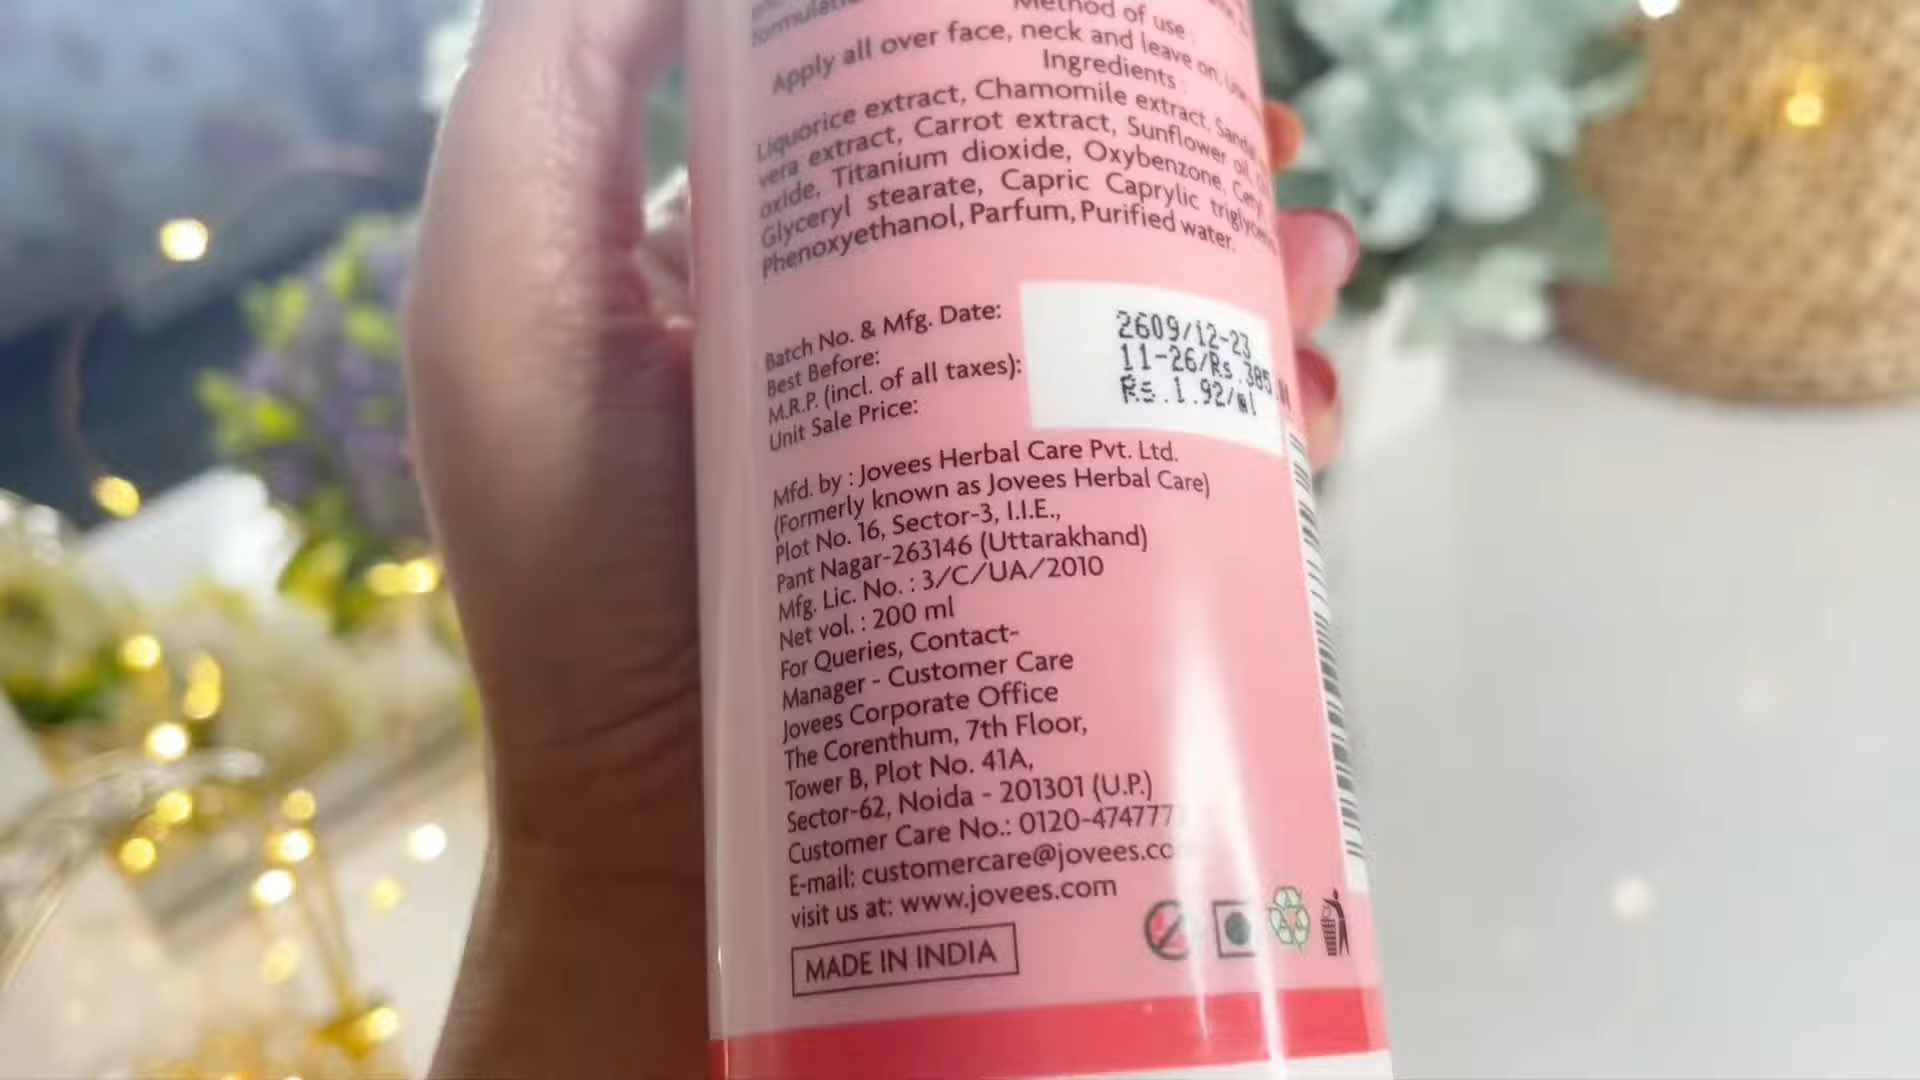 Method of use :
Apply all over face, neck and leave on.
Ingredients :
Liquorice extract, Chamomile extract,
vera extract, Carrot extract, Sunflower oil,
oxide, Titanium dioxide, Oxybenzone,
Glyceryl stearate, Capric Caprylic
Phenoxyethanol, Parfum, Purified water.
Batch No. & Mfg. Date: 2609/12-23
Best Before: 11-26/Rs.385
M.R.P. (incl. of all taxes): Rs.1.92/ml
Unit Sale Price:
Mfd. by : Jovees Herbal Care Pvt. Ltd.
(Formerly known as Jovees Herbal Care)
Plot No. 16, Sector-3, I.I.E.,
Pant Nagar-263146 (Uttarakhand)
Mfg. Lic. No. : 3/C/UA/2010
Net vol. : 200 ml
For Queries, Contact-
Manager - Customer Care
Jovees Corporate Office
The Corenthum, 7th Floor,
Tower B, Plot No. 41A,
Sector-62, Noida - 201301 (U.P.)
Customer Care No.: 0120-474777
E-mail: customercare@jovees.co
visit us at: www.jovees.com
MADE IN INDIA